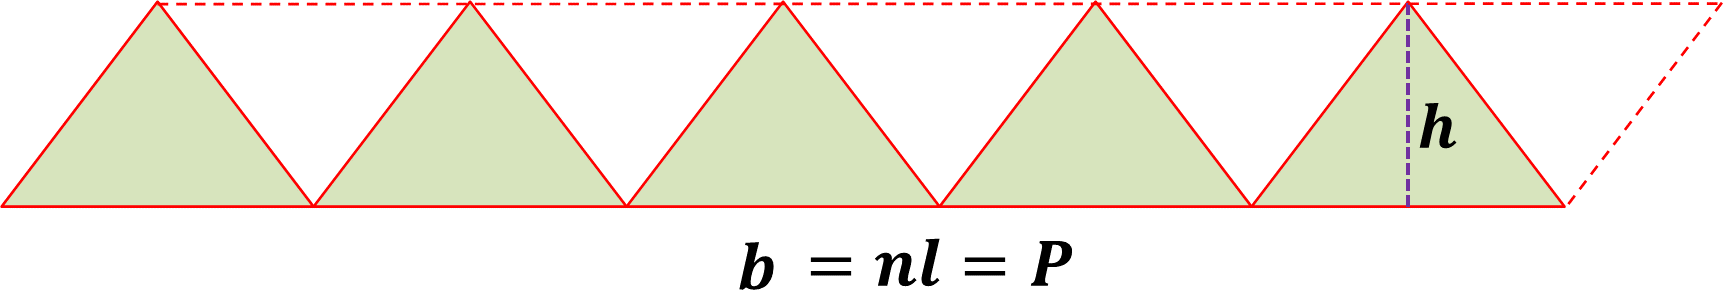 h
b = nl = P